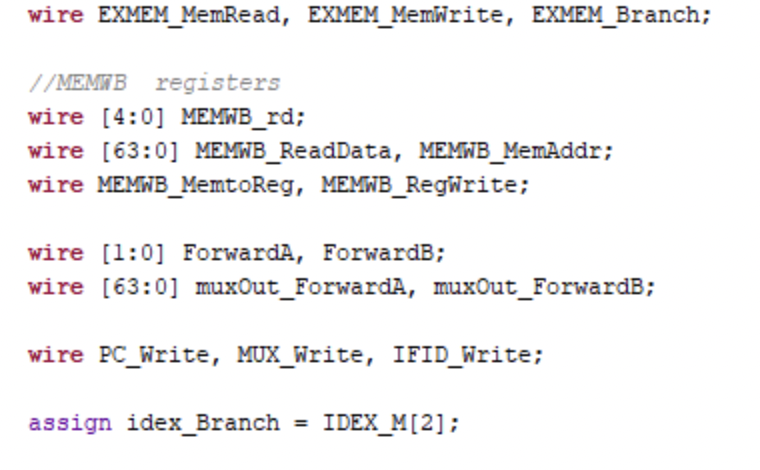 wire EXMEM_MemRead, EXMEM_MemWrite, EXMEM_Branch;
//MEMWB  registers
wire [4:0] MEMWB_rd;
wire [63:0] MEMWB_ReadData, MEMWB_MemAddr;
wire MEMWB_MemtoReg, MEMWB_RegWrite;
wire [1:0] ForwardA, ForwardB;
wire [63:0] muxOut_ForwardA, muxOut_ForwardB;
wire PC_Write, MUX_Write, IFID_Write;
assign idex_Branch = IDEX_M[2];